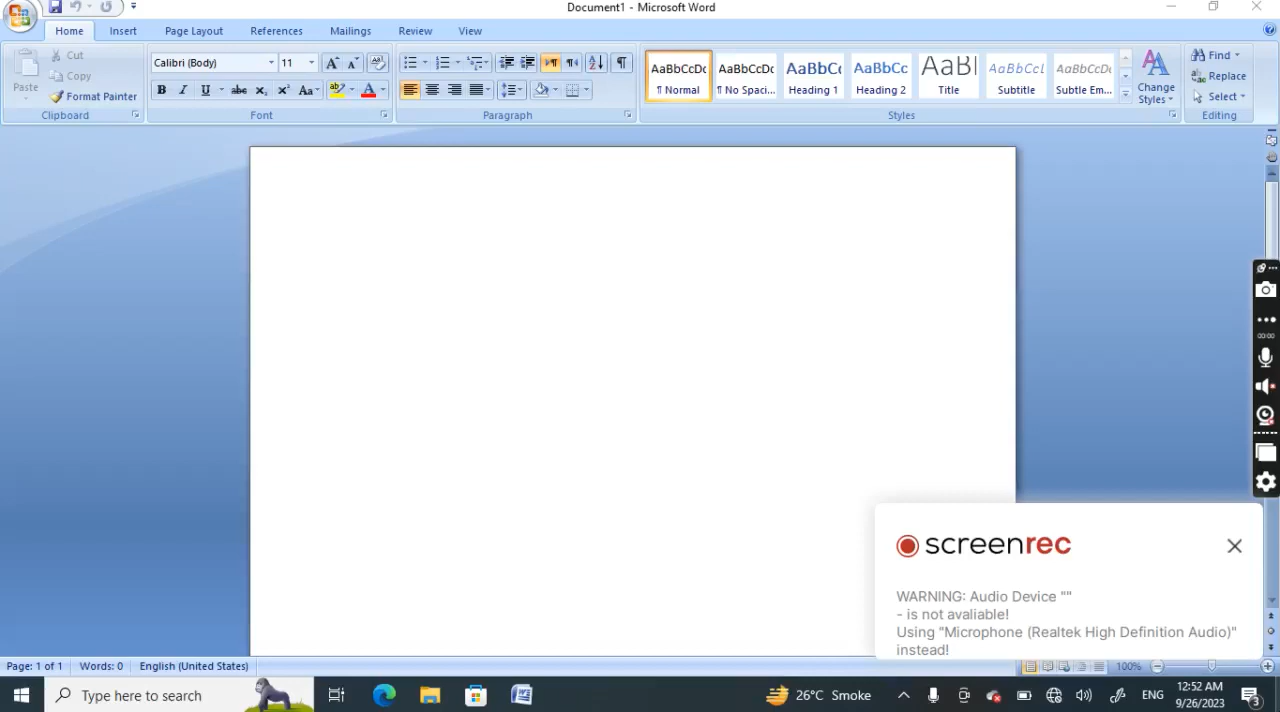 Document1 - Microsoft Word
Home Insert Page Layout References Mailings Review View
Paste
Cut
Copy
Format Painter
Clipboard
Calibri (Body) 11
Font
Paragraph
AaBbCcDc AaBbCcDc AaBbCc AaBbCc AaBl AaBbCcL AaBbCcDc
¶ Normal ¶ No Spaci... Heading 1 Heading 2 Title Subtitle Subtle Em...
Change
Styles
Styles
Find
Replace
Select
Editing
00:00
screenrec
WARNING: Audio Device ""
- is not avaliable!
Using "Microphone (Realtek High Definition Audio)"
instead!
Page: 1 of 1 Words: 0 English (United States) 100%
Type here to search
26°C Smoke
ENG
12:52 AM
9/26/2023
3